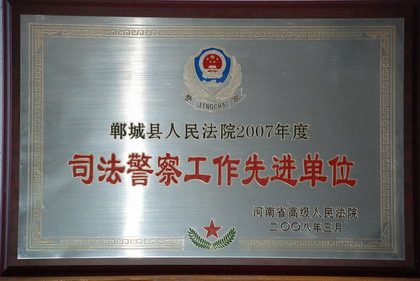 警 JINGCHA 察
郸城县人民法院2007年度
司法警察工作先进单位
河南省高级人民法院
二〇〇八年三月